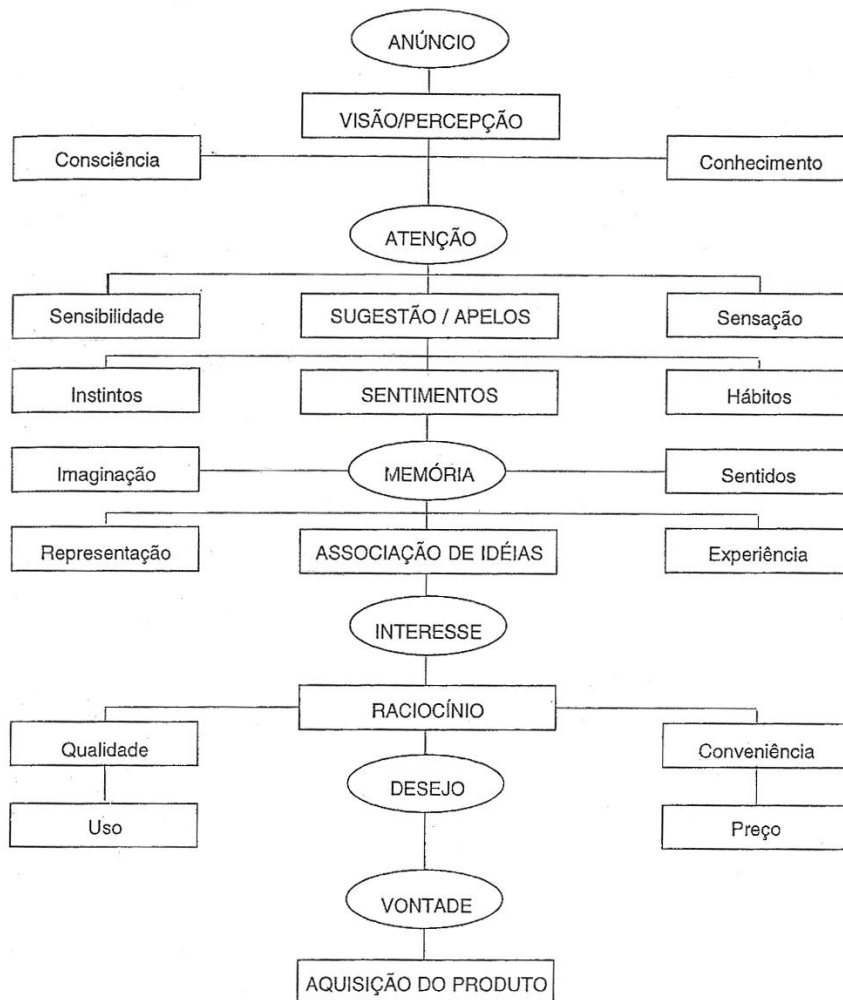 ANÚNCIO
VISÃO/PERCEPÇÃO
Consciência
Conhecimento
ATENÇÃO
Sensibilidade
SUGESTÃO / APELOS
Sensação
Instintos
SENTIMENTOS
Hábitos
Imaginação
MEMÓRIA
Sentidos
Representação
ASSOCIAÇÃO DE IDÉIAS
Experiência
INTERESSE
RACIOCÍNIO
Qualidade
Conveniência
DESEJO
Uso
Preço
VONTADE
AQUISIÇÃO DO PRODUTO